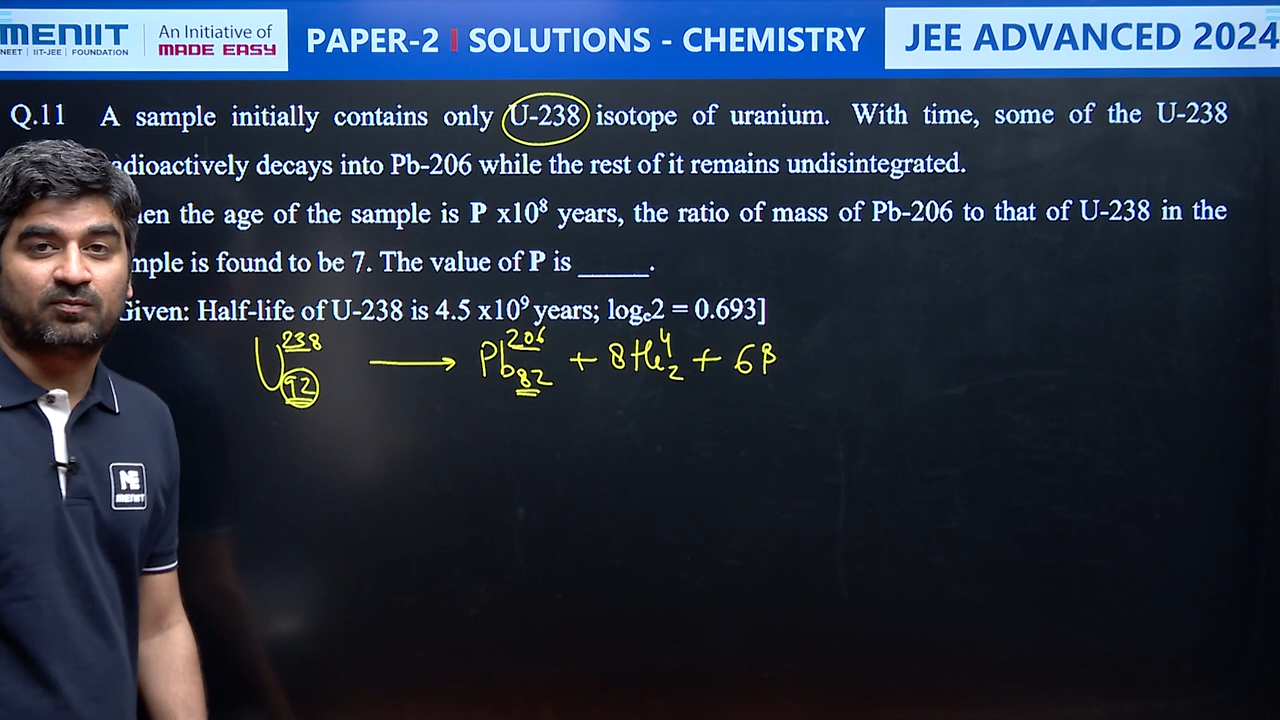 MENIIT
NEET | IIT-JEE | FOUNDATION
An Initiative of
MADE EASY
PAPER-2 | SOLUTIONS - CHEMISTRY
JEE ADVANCED 2024
Q.11 A sample initially contains only U-238 isotope of uranium. With time, some of the U-238
adioactively decays into Pb-206 while the rest of it remains undisintegrated.
en the age of the sample is P x10⁸ years, the ratio of mass of Pb-206 to that of U-238 in the
mple is found to be 7. The value of P is _____.
Given: Half-life of U-238 is 4.5 x10⁹ years; logₑ2 = 0.693]
U²³⁸₉₂ → Pb²⁰⁶₈₂ + 8He⁴₂ + 6β
MENIIT